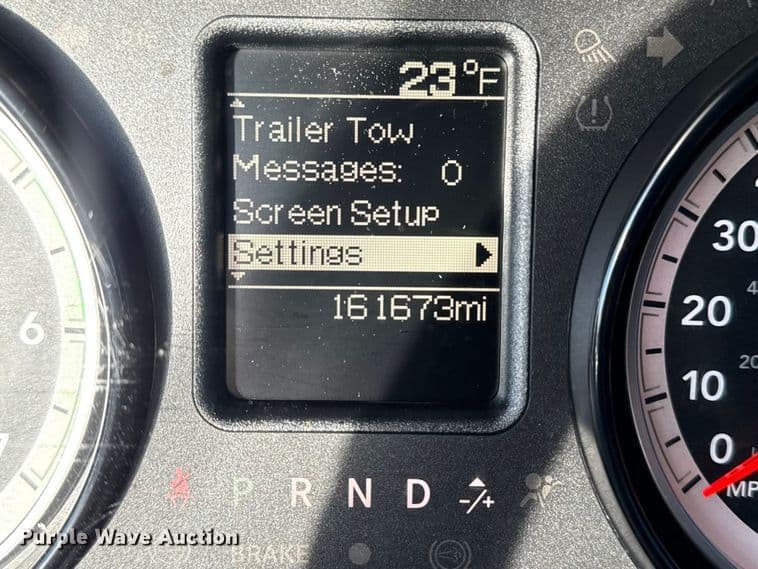 23°F
Trailer Tow
Messages: 0
Screen Setup
Settings
161673mi
30
20
10
0
MP
6
7
P R N D -/+
BRAKE
Purple Wave Auction